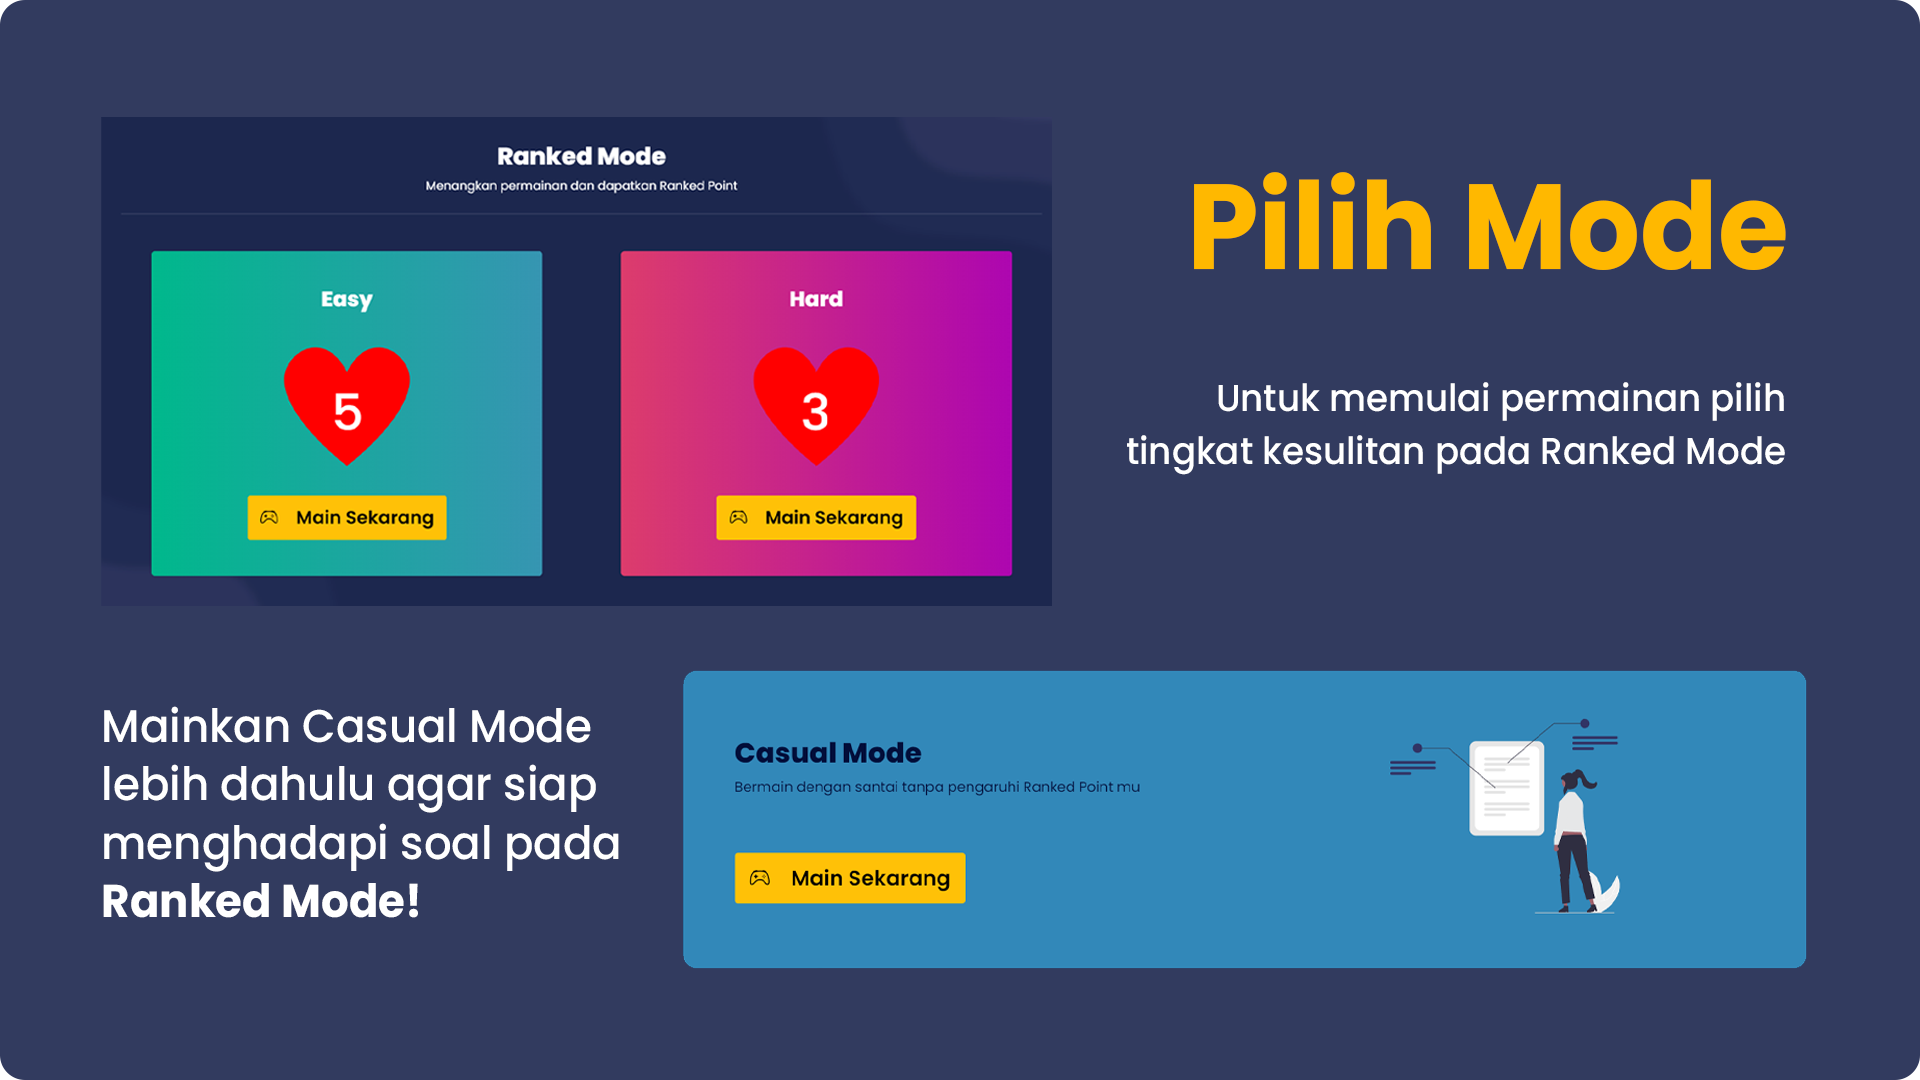 Ranked Mode
Menangkan permainan dan dapatkan Ranked Point
Easy
5
Main Sekarang
Hard
3
Main Sekarang
Pilih Mode
Untuk memulai permainan pilih
tingkat kesulitan pada Ranked Mode
Mainkan Casual Mode
lebih dahulu agar siap
menghadapi soal pada
Ranked Mode!
Casual Mode
Bermain dengan santai tanpa pengaruhi Ranked Point mu
Main Sekarang